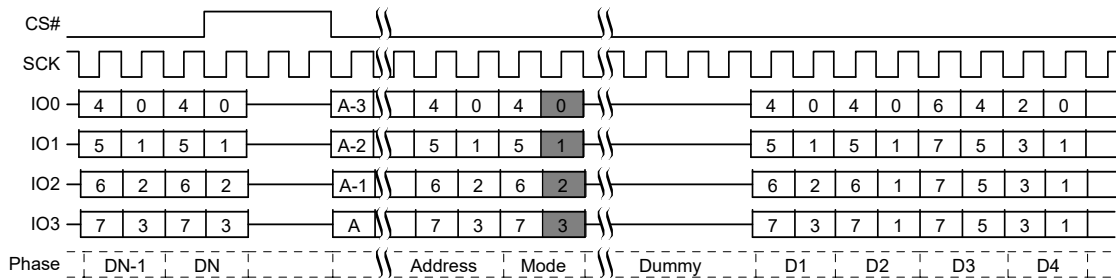 CS#
SCK
IO0 4 0 4 0 A-3 4 0 4 0 4 0 4 0 6 4 2 0
IO1 5 1 5 1 A-2 5 1 5 1 5 1 5 1 7 5 3 1
IO2 6 2 6 2 A-1 6 2 6 2 6 2 6 1 7 5 3 1
IO3 7 3 7 3 A 7 3 7 3 7 3 7 1 7 5 3 1
Phase DN-1 DN Address Mode Dummy D1 D2 D3 D4